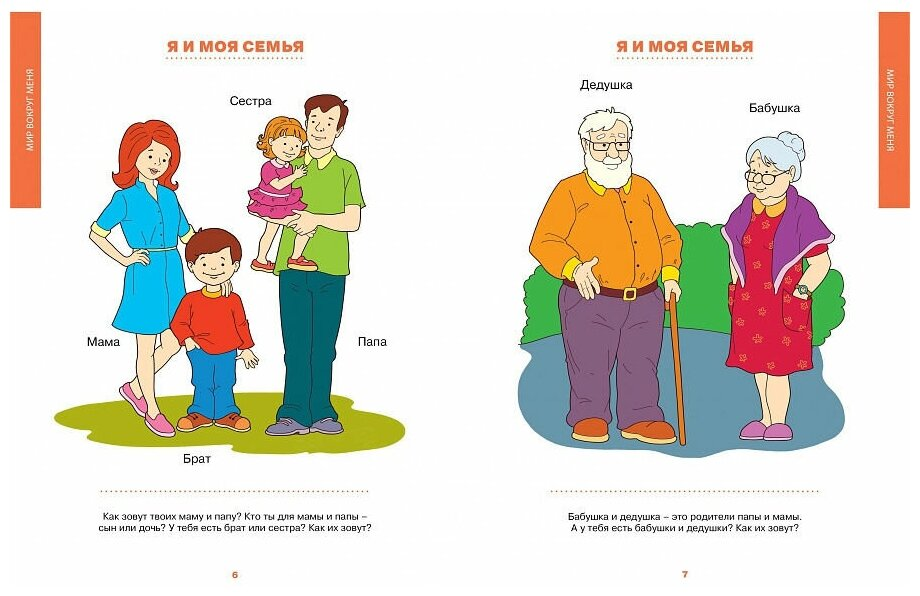 МИР ВОКРУГ МЕНЯ
Я И МОЯ СЕМЬЯ
Сестра
Мама
Папа
Брат
Как зовут твоих маму и папу? Кто ты для мамы и папы –
сын или дочь? У тебя есть брат или сестра? Как их зовут?
6
Я И МОЯ СЕМЬЯ
МИР ВОКРУГ МЕНЯ
Дедушка
Бабушка
Бабушка и дедушка – это родители папы и мамы.
А у тебя есть бабушки и дедушки? Как их зовут?
7